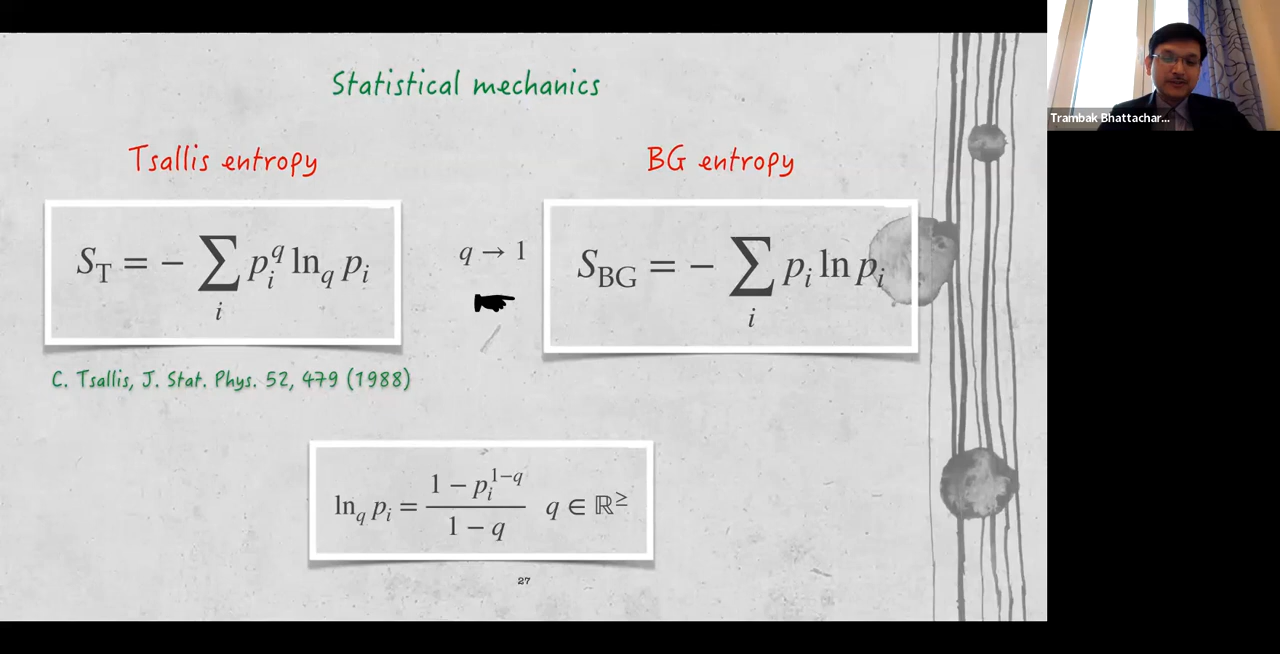 Statistical mechanics
Tsallis entropy
BG entropy
S_T = − ∑_i p_i^q ln_q p_i
q → 1
S_BG = − ∑_i p_i ln p_i
C. Tsallis, J. Stat. Phys. 52, 479 (1988)
ln_q p_i = (1 − p_i^{1−q}) / (1 − q)   q ∈ ℝ^≥
27
Trambak Bhattachar...